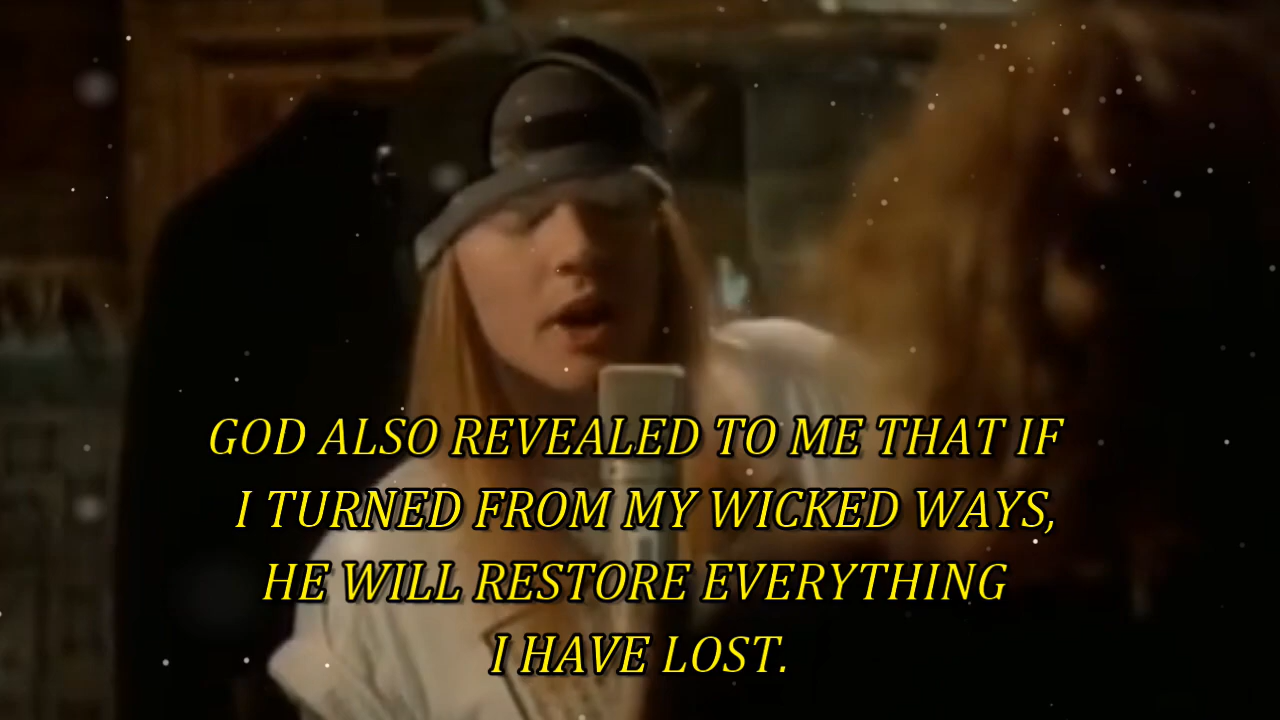 GOD ALSO REVEALED TO ME THAT IF
I TURNED FROM MY WICKED WAYS,
HE WILL RESTORE EVERYTHING
I HAVE LOST.